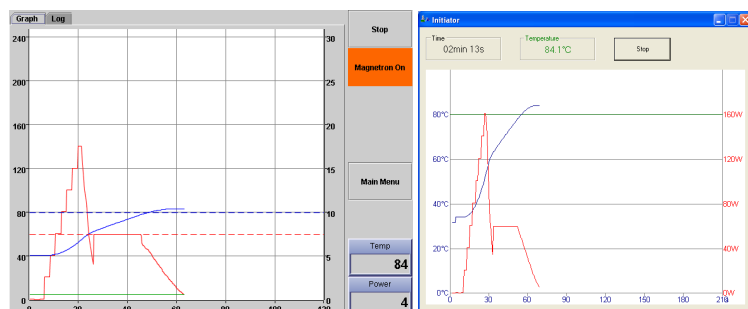 Graph Log
240
200
160
120
80
40
0
30
25
20
15
10
5
0
0 20 40 60 80 100 120
Stop
Magnetron On
Main Menu
Temp
84
Power
4
Initiator
Time
02min 13s
Temperature
84.1°C
Stop
80°C
60°C
40°C
20°C
0°C
160W
120W
80W
40W
0W
0 30 60 90 120 150 180 210